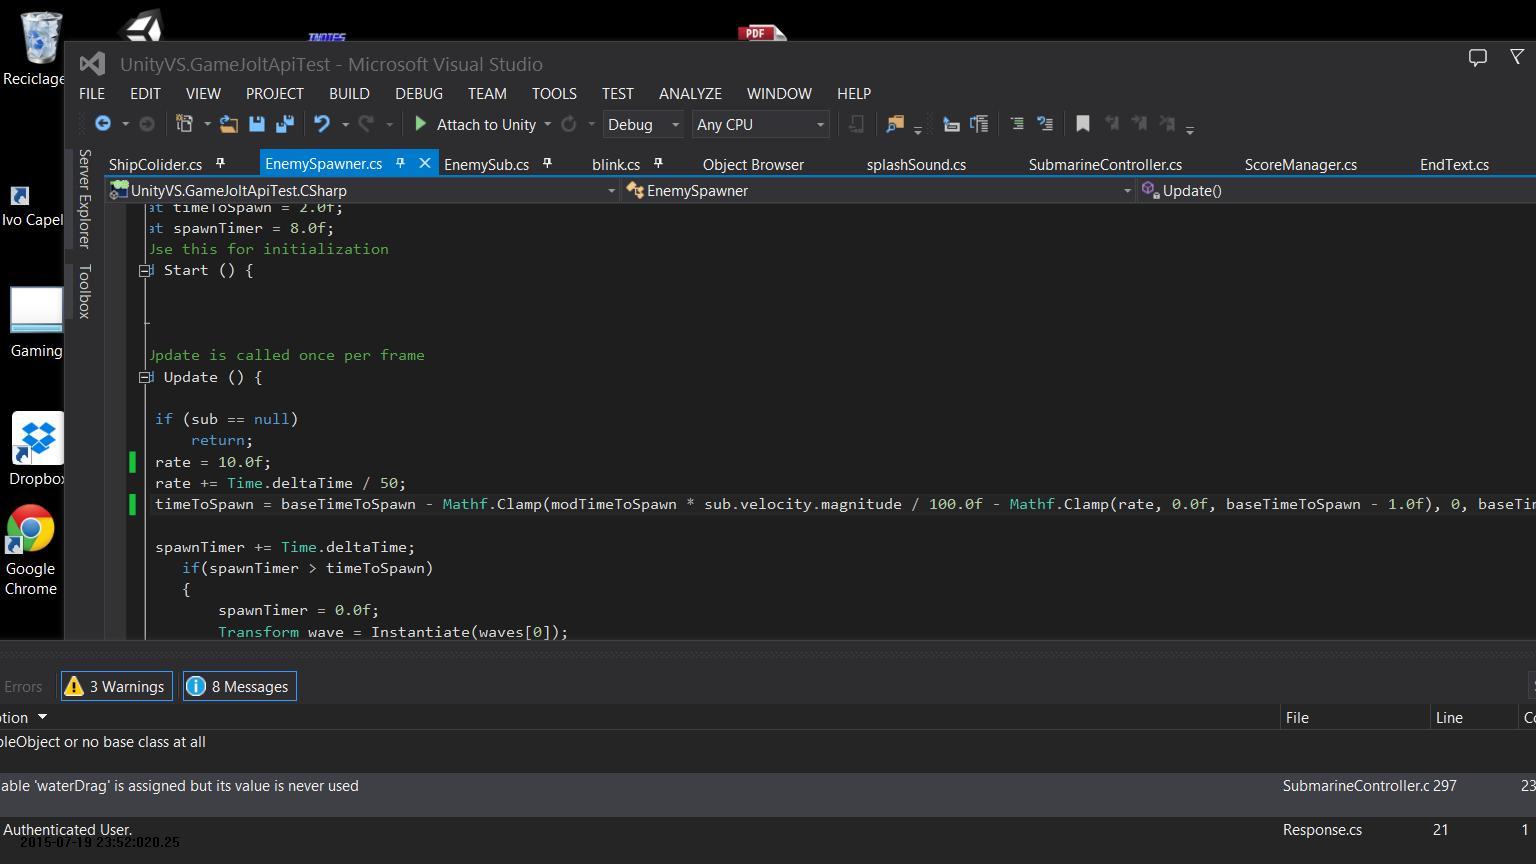 INOTES
PDF
Reciclage
UnityVS.GameJoltApiTest - Microsoft Visual Studio
FILE EDIT VIEW PROJECT BUILD DEBUG TEAM TOOLS TEST ANALYZE WINDOW HELP
Attach to Unity Debug Any CPU
Server Explorer
Toolbox
ShipColider.cs EnemySpawner.cs EnemySub.cs blink.cs Object Browser splashSound.cs SubmarineController.cs ScoreManager.cs EndText.cs
UnityVS.GameJoltApiTest.CSharp EnemySpawner Update()
Ivo Capel
Gaming
Dropbox
Google
Chrome
at timeToSpawn = 2.0f;
at spawnTimer = 8.0f;
Use this for initialization
Start () {
Update is called once per frame
Update () {
if (sub == null)
return;
rate = 10.0f;
rate += Time.deltaTime / 50;
timeToSpawn = baseTimeToSpawn - Mathf.Clamp(modTimeToSpawn * sub.velocity.magnitude / 100.0f - Mathf.Clamp(rate, 0.0f, baseTimeToSpawn - 1.0f), 0, baseTim
spawnTimer += Time.deltaTime;
if(spawnTimer > timeToSpawn)
{
spawnTimer = 0.0f;
Transform wave = Instantiate(waves[0]);
Errors 3 Warnings 8 Messages
ption File Line Co
bleObject or no base class at all
able 'waterDrag' is assigned but its value is never used SubmarineController.c 297 23
Authenticated User. Response.cs 21 1
2015-07-19 23:52:020.25